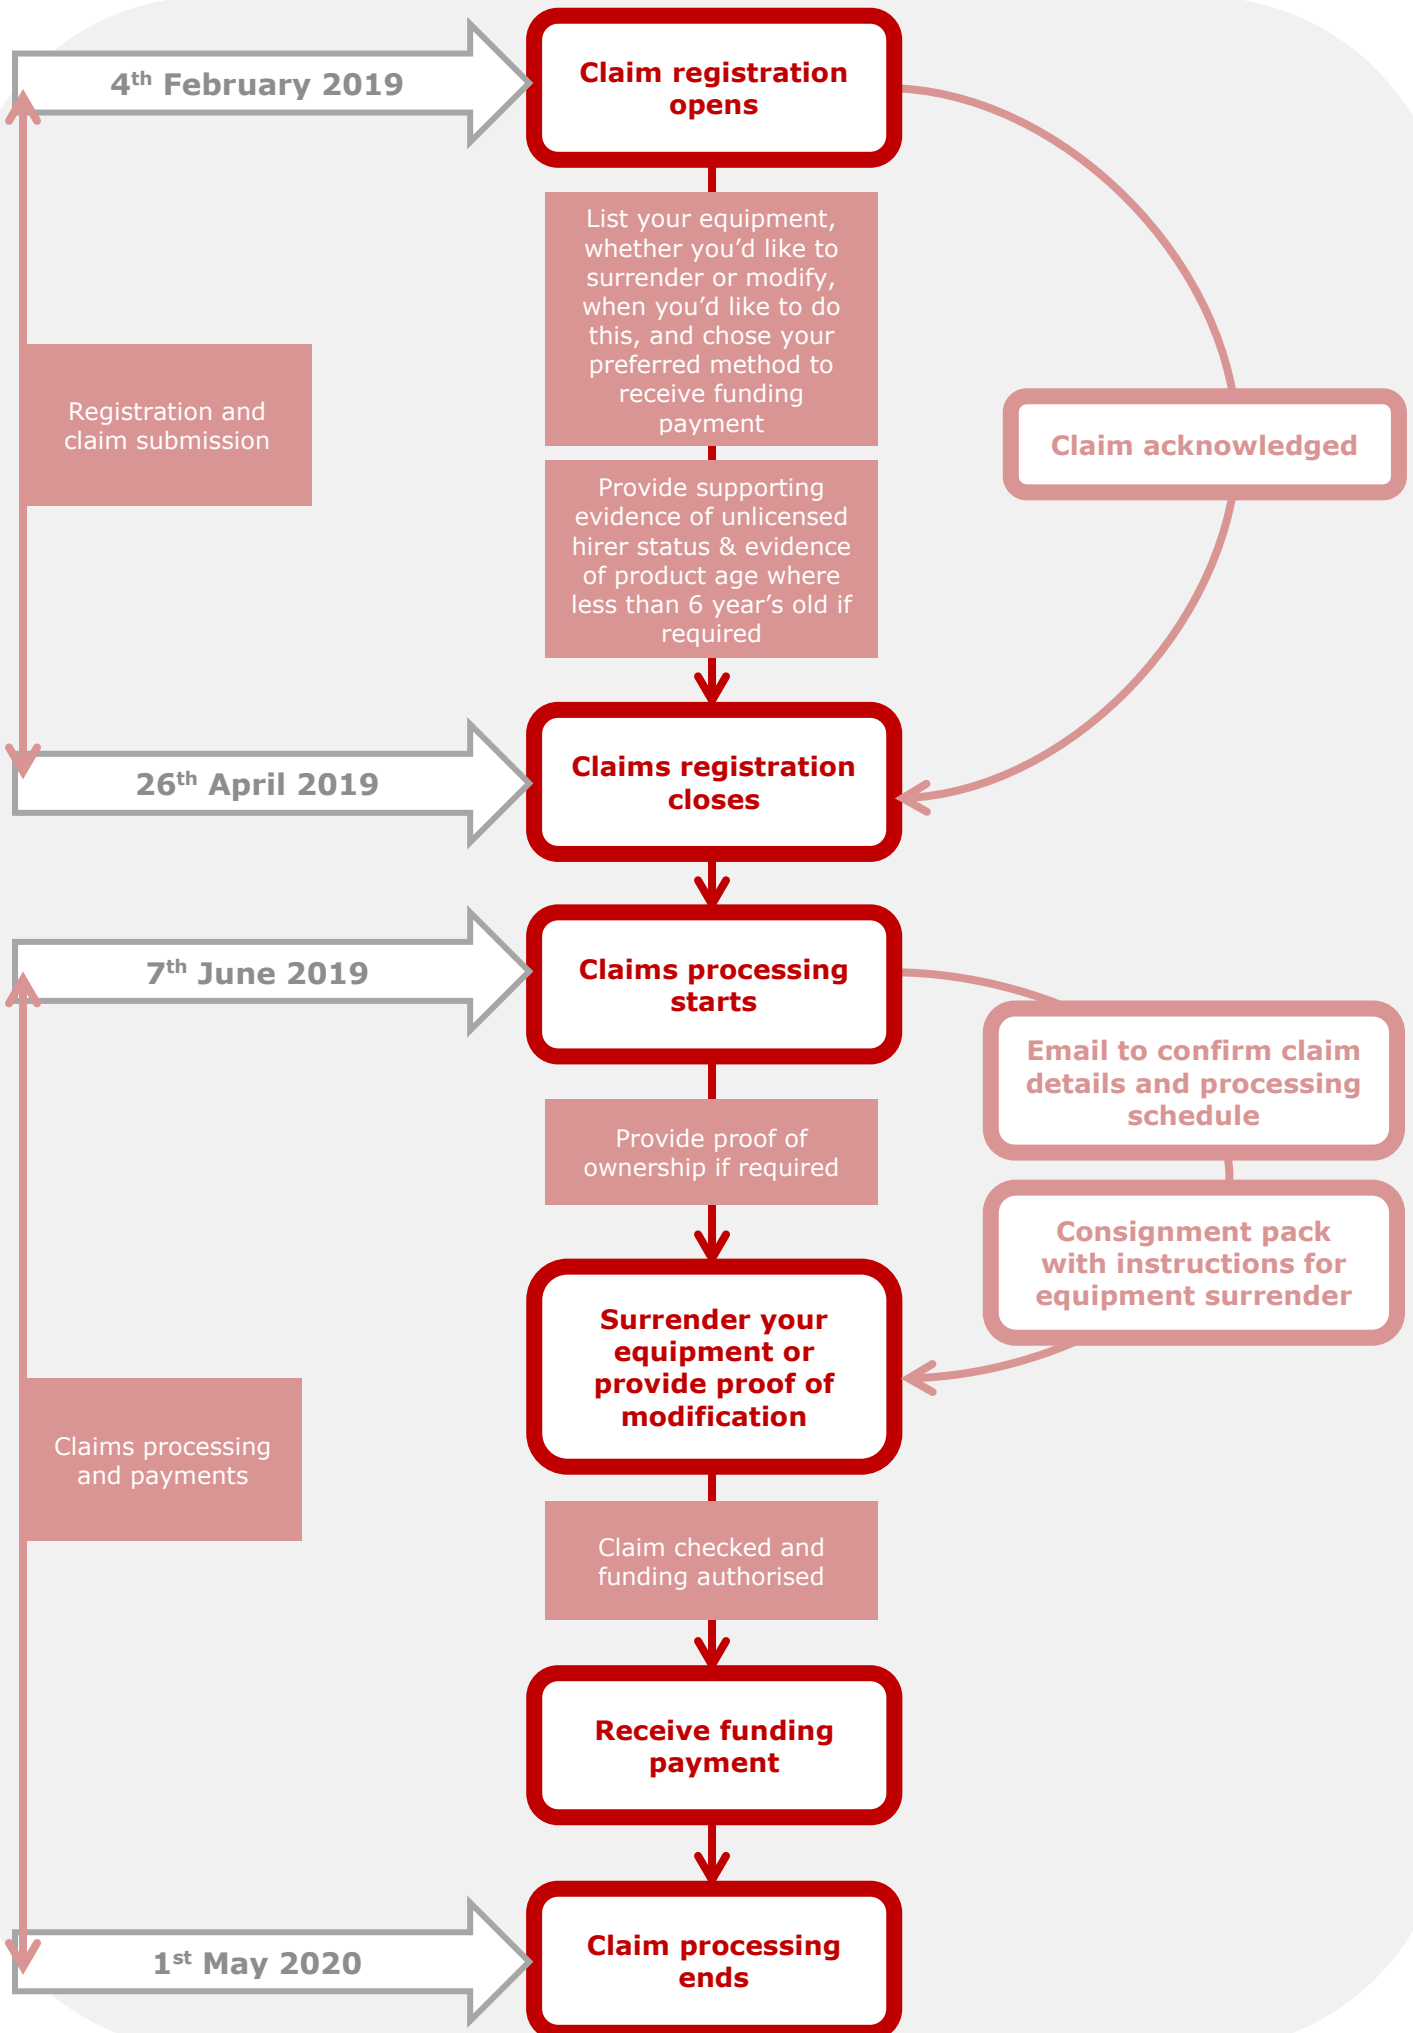 4th February 2019
Claim registration
opens
List your equipment,
whether you’d like to
surrender or modify,
when you’d like to do
this, and chose your
preferred method to
receive funding
payment
Registration and
claim submission
Claim acknowledged
Provide supporting
evidence of unlicensed
hirer status & evidence
of product age where
less than 6 year’s old if
required
26th April 2019
Claims registration
closes
7th June 2019
Claims processing
starts
Email to confirm claim
details and processing
schedule
Provide proof of
ownership if required
Consignment pack
with instructions for
equipment surrender
Surrender your
equipment or
provide proof of
modification
Claims processing
and payments
Claim checked and
funding authorised
Receive funding
payment
1st May 2020
Claim processing
ends